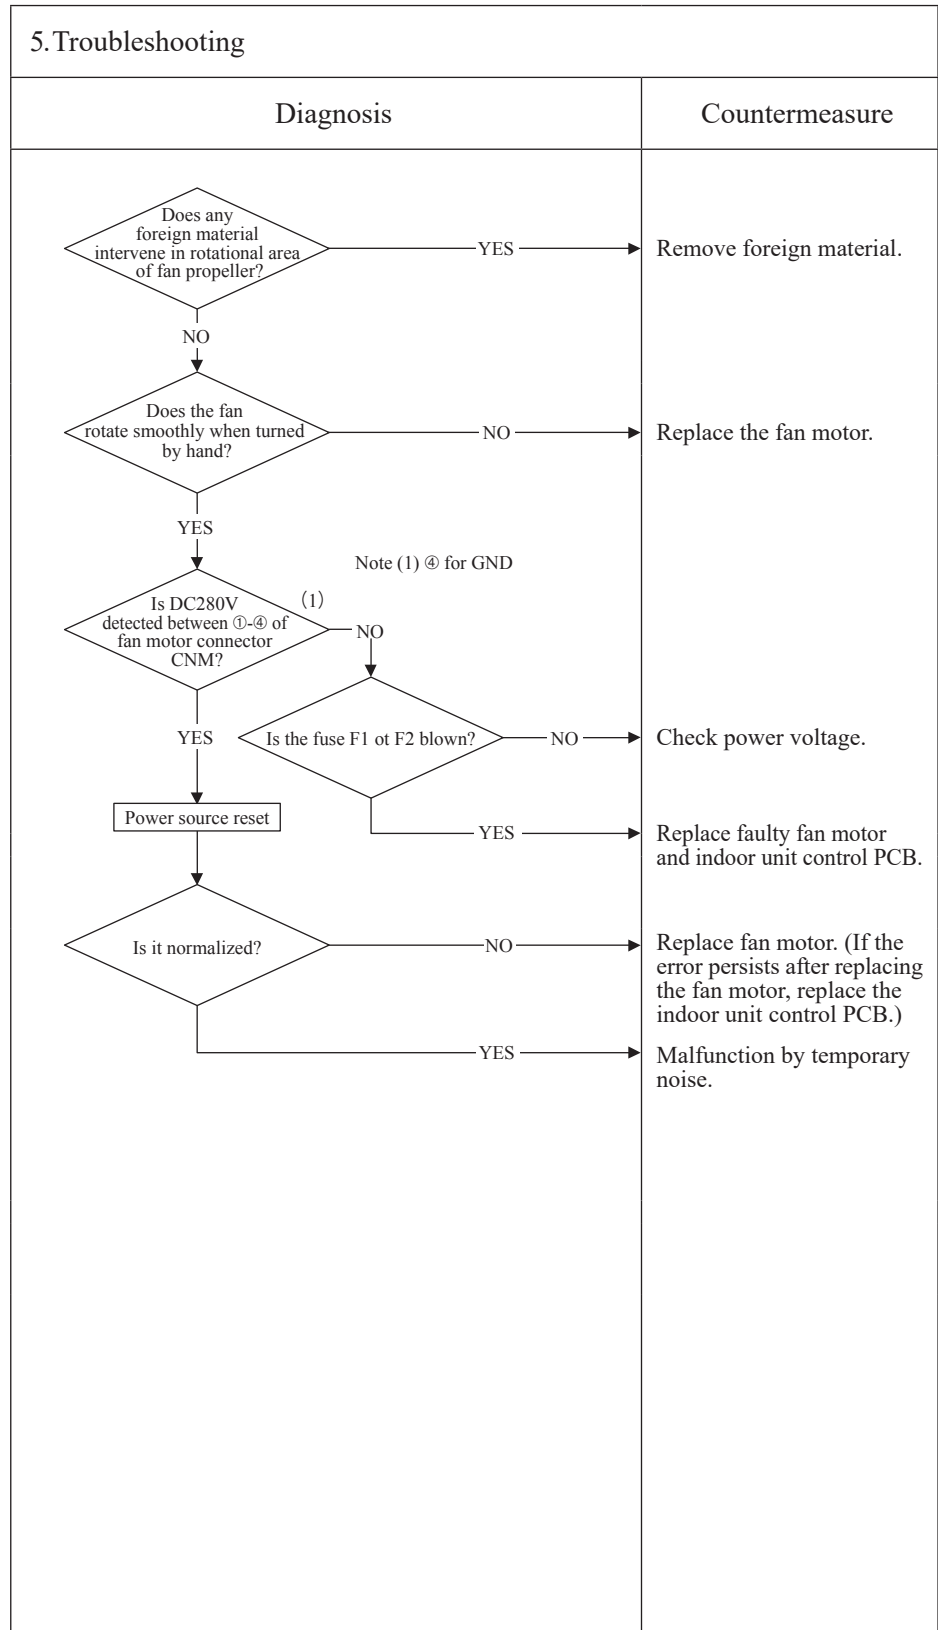 5. Troubleshooting
Diagnosis
Countermeasure
Does any
foreign material
intervene in rotational area
of fan propeller?
YES
Remove foreign material.
NO
Does the fan
rotate smoothly when turned
by hand?
NO
Replace the fan motor.
YES
Note (1) ④ for GND
Is DC280V
detected between ①-④ of
fan motor connector
CNM?
(1)
NO
YES
Is the fuse F1 ot F2 blown?
NO
Check power voltage.
Power source reset
YES
Replace faulty fan motor
and indoor unit control PCB.
Is it normalized?
NO
Replace fan motor. (If the
error persists after replacing
the fan motor, replace the
indoor unit control PCB.)
YES
Malfunction by temporary
noise.